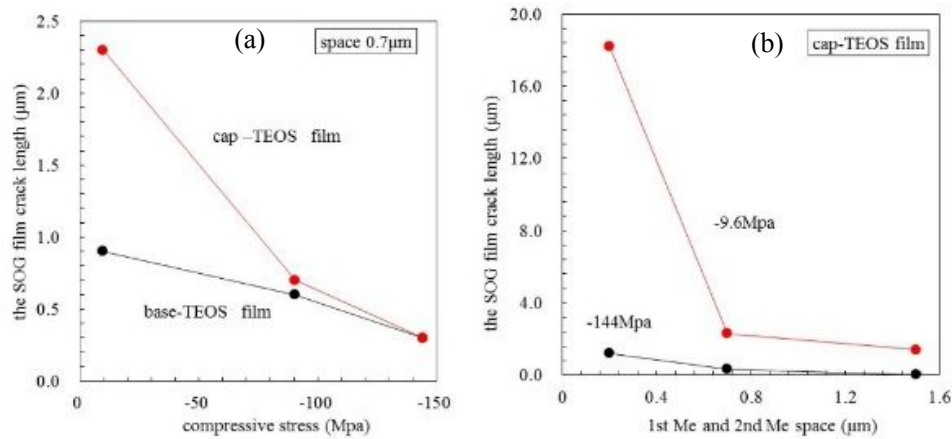 (a)
space 0.7μm
the SOG film crack length (μm)
2.5
2.0
1.5
1.0
0.5
0.0
cap –TEOS film
base-TEOS film
0 -50 -100 -150
compressive stress (Mpa)
(b)
cap-TEOS film
the SOG film crack length (μm)
20.0
16.0
12.0
8.0
4.0
0.0
-9.6Mpa
-144Mpa
0 0.4 0.8 1.2 1.6
1st Me and 2nd Me space (μm)